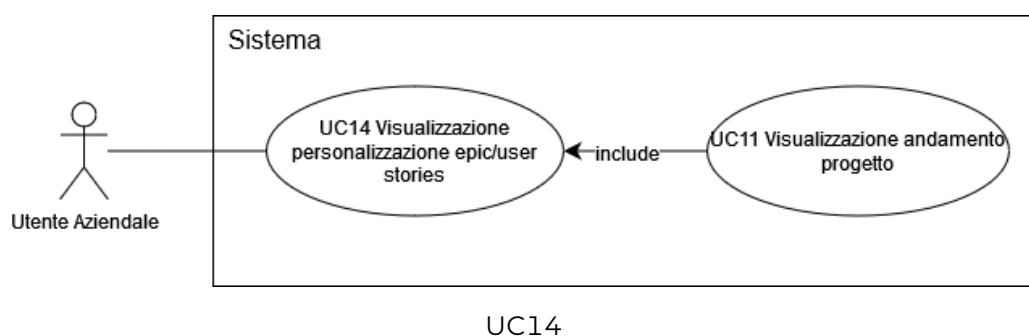 Sistema
UC14 Visualizzazione
personalizzazione epic/user
stories
include
UC11 Visualizzazione andamento
progetto
Utente Aziendale
UC14